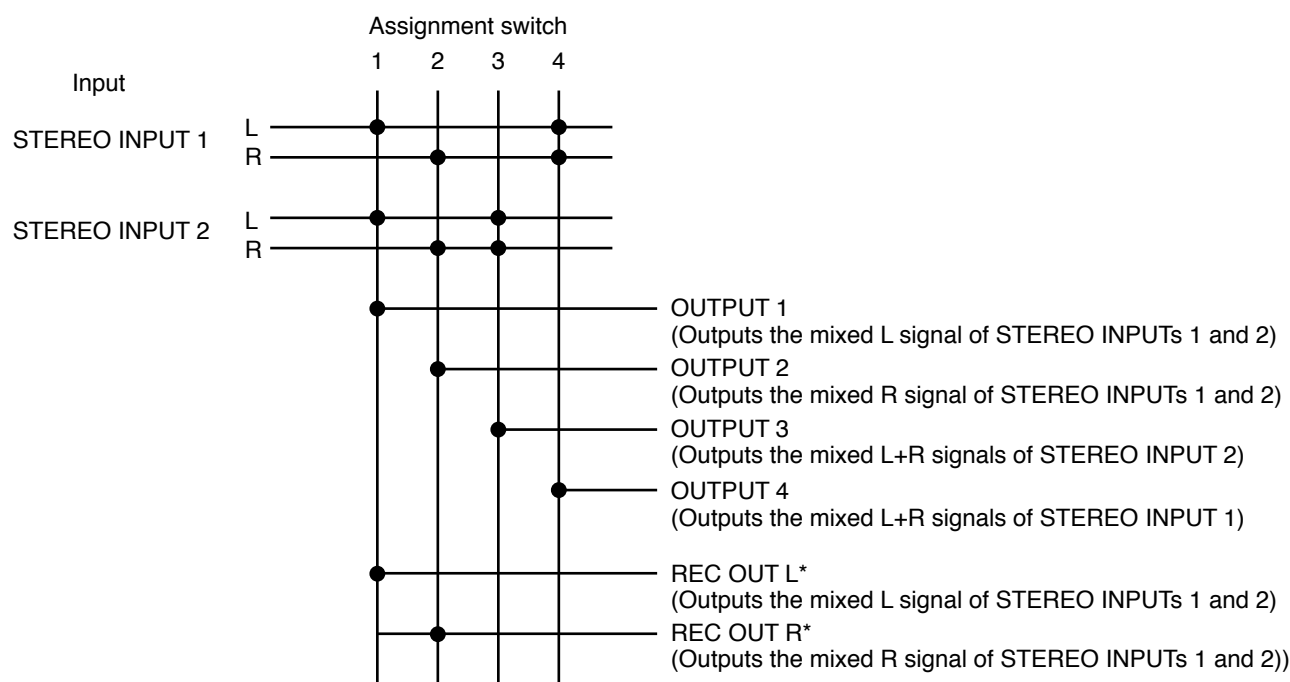 Assignment switch
1 2 3 4
Input
STEREO INPUT 1
L
R
STEREO INPUT 2
L
R
OUTPUT 1
(Outputs the mixed L signal of STEREO INPUTs 1 and 2)
OUTPUT 2
(Outputs the mixed R signal of STEREO INPUTs 1 and 2)
OUTPUT 3
(Outputs the mixed L+R signals of STEREO INPUT 2)
OUTPUT 4
(Outputs the mixed L+R signals of STEREO INPUT 1)
REC OUT L*
(Outputs the mixed L signal of STEREO INPUTs 1 and 2)
REC OUT R*
(Outputs the mixed R signal of STEREO INPUTs 1 and 2))